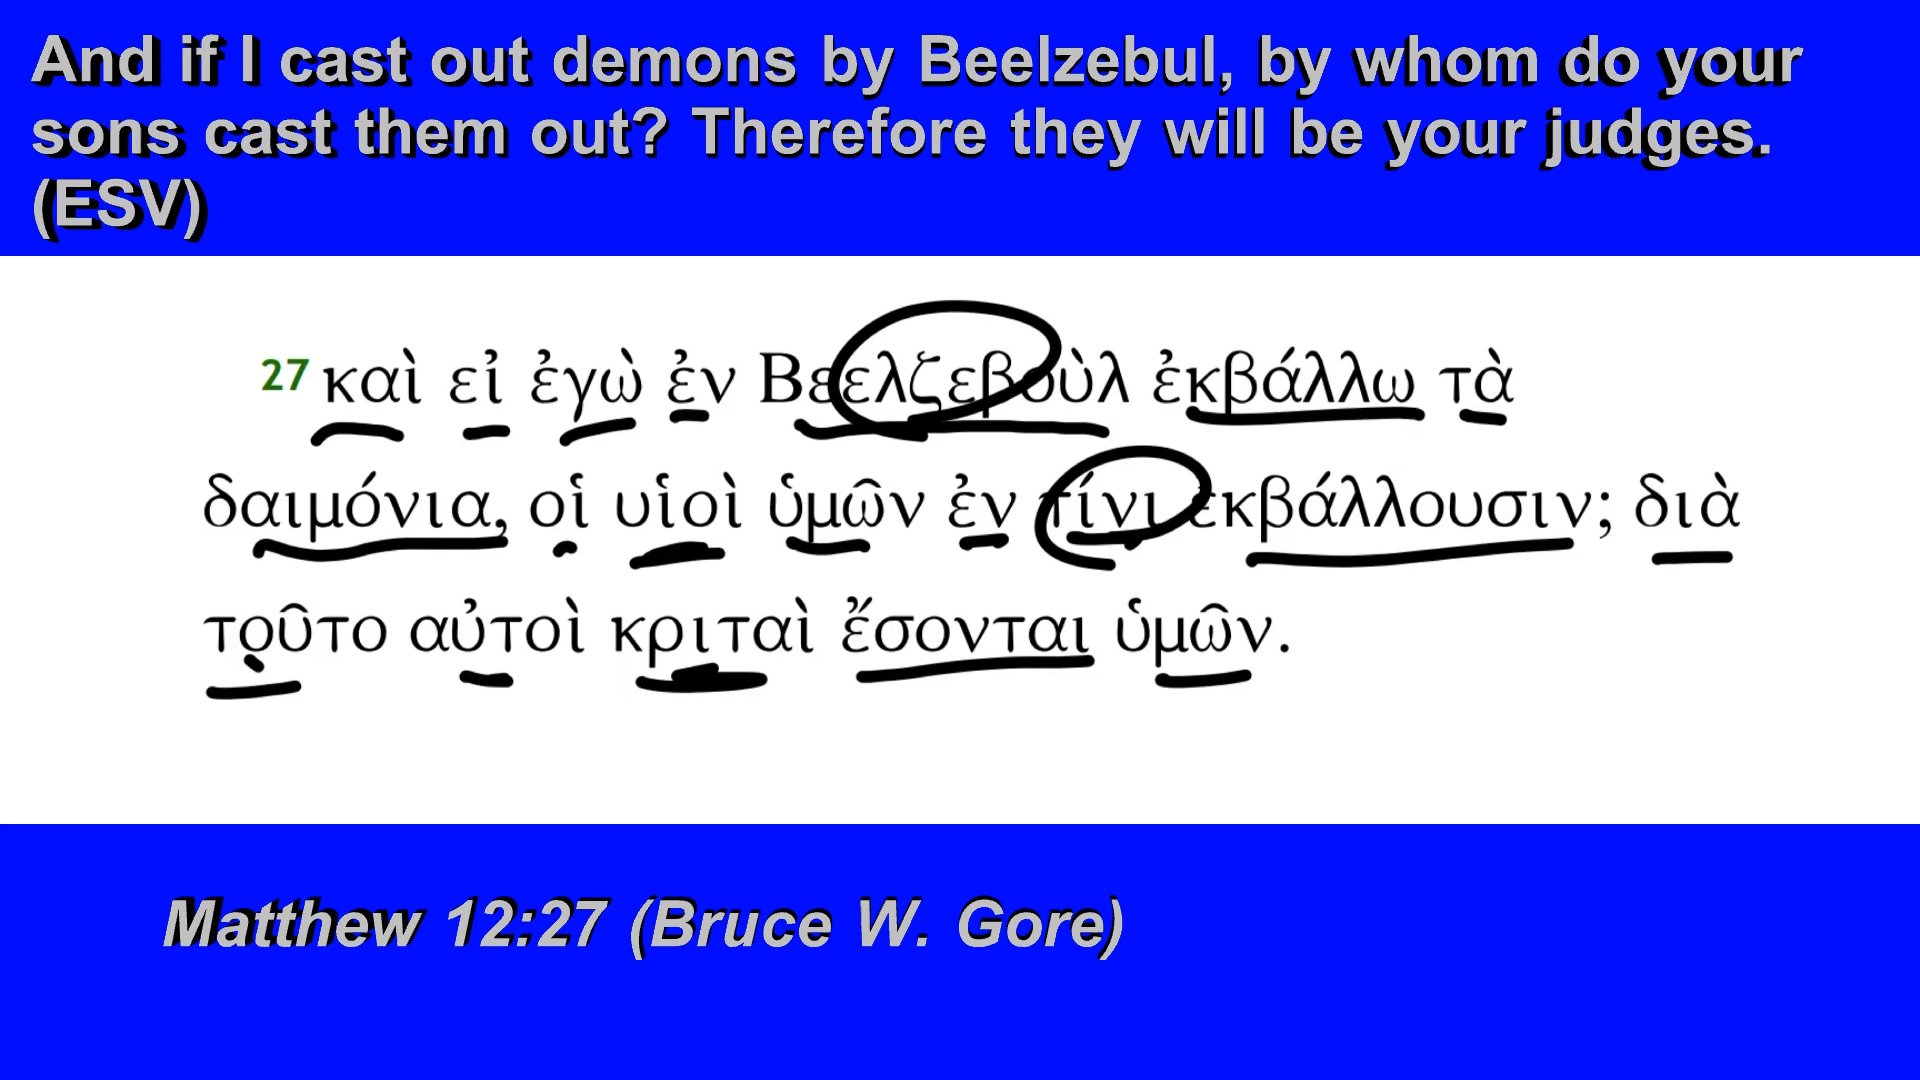 And if I cast out demons by Beelzebul, by whom do your
sons cast them out? Therefore they will be your judges.
(ESV)
27 καὶ εἰ ἐγὼ ἐν Βεελζεβοὺλ ἐκβάλλω τὰ
δαιμόνια, οἱ υἱοὶ ὑμῶν ἐν τίνι ἐκβάλλουσιν; διὰ
τοῦτο αὐτοὶ κριταὶ ἔσονται ὑμῶν.
Matthew 12:27 (Bruce W. Gore)